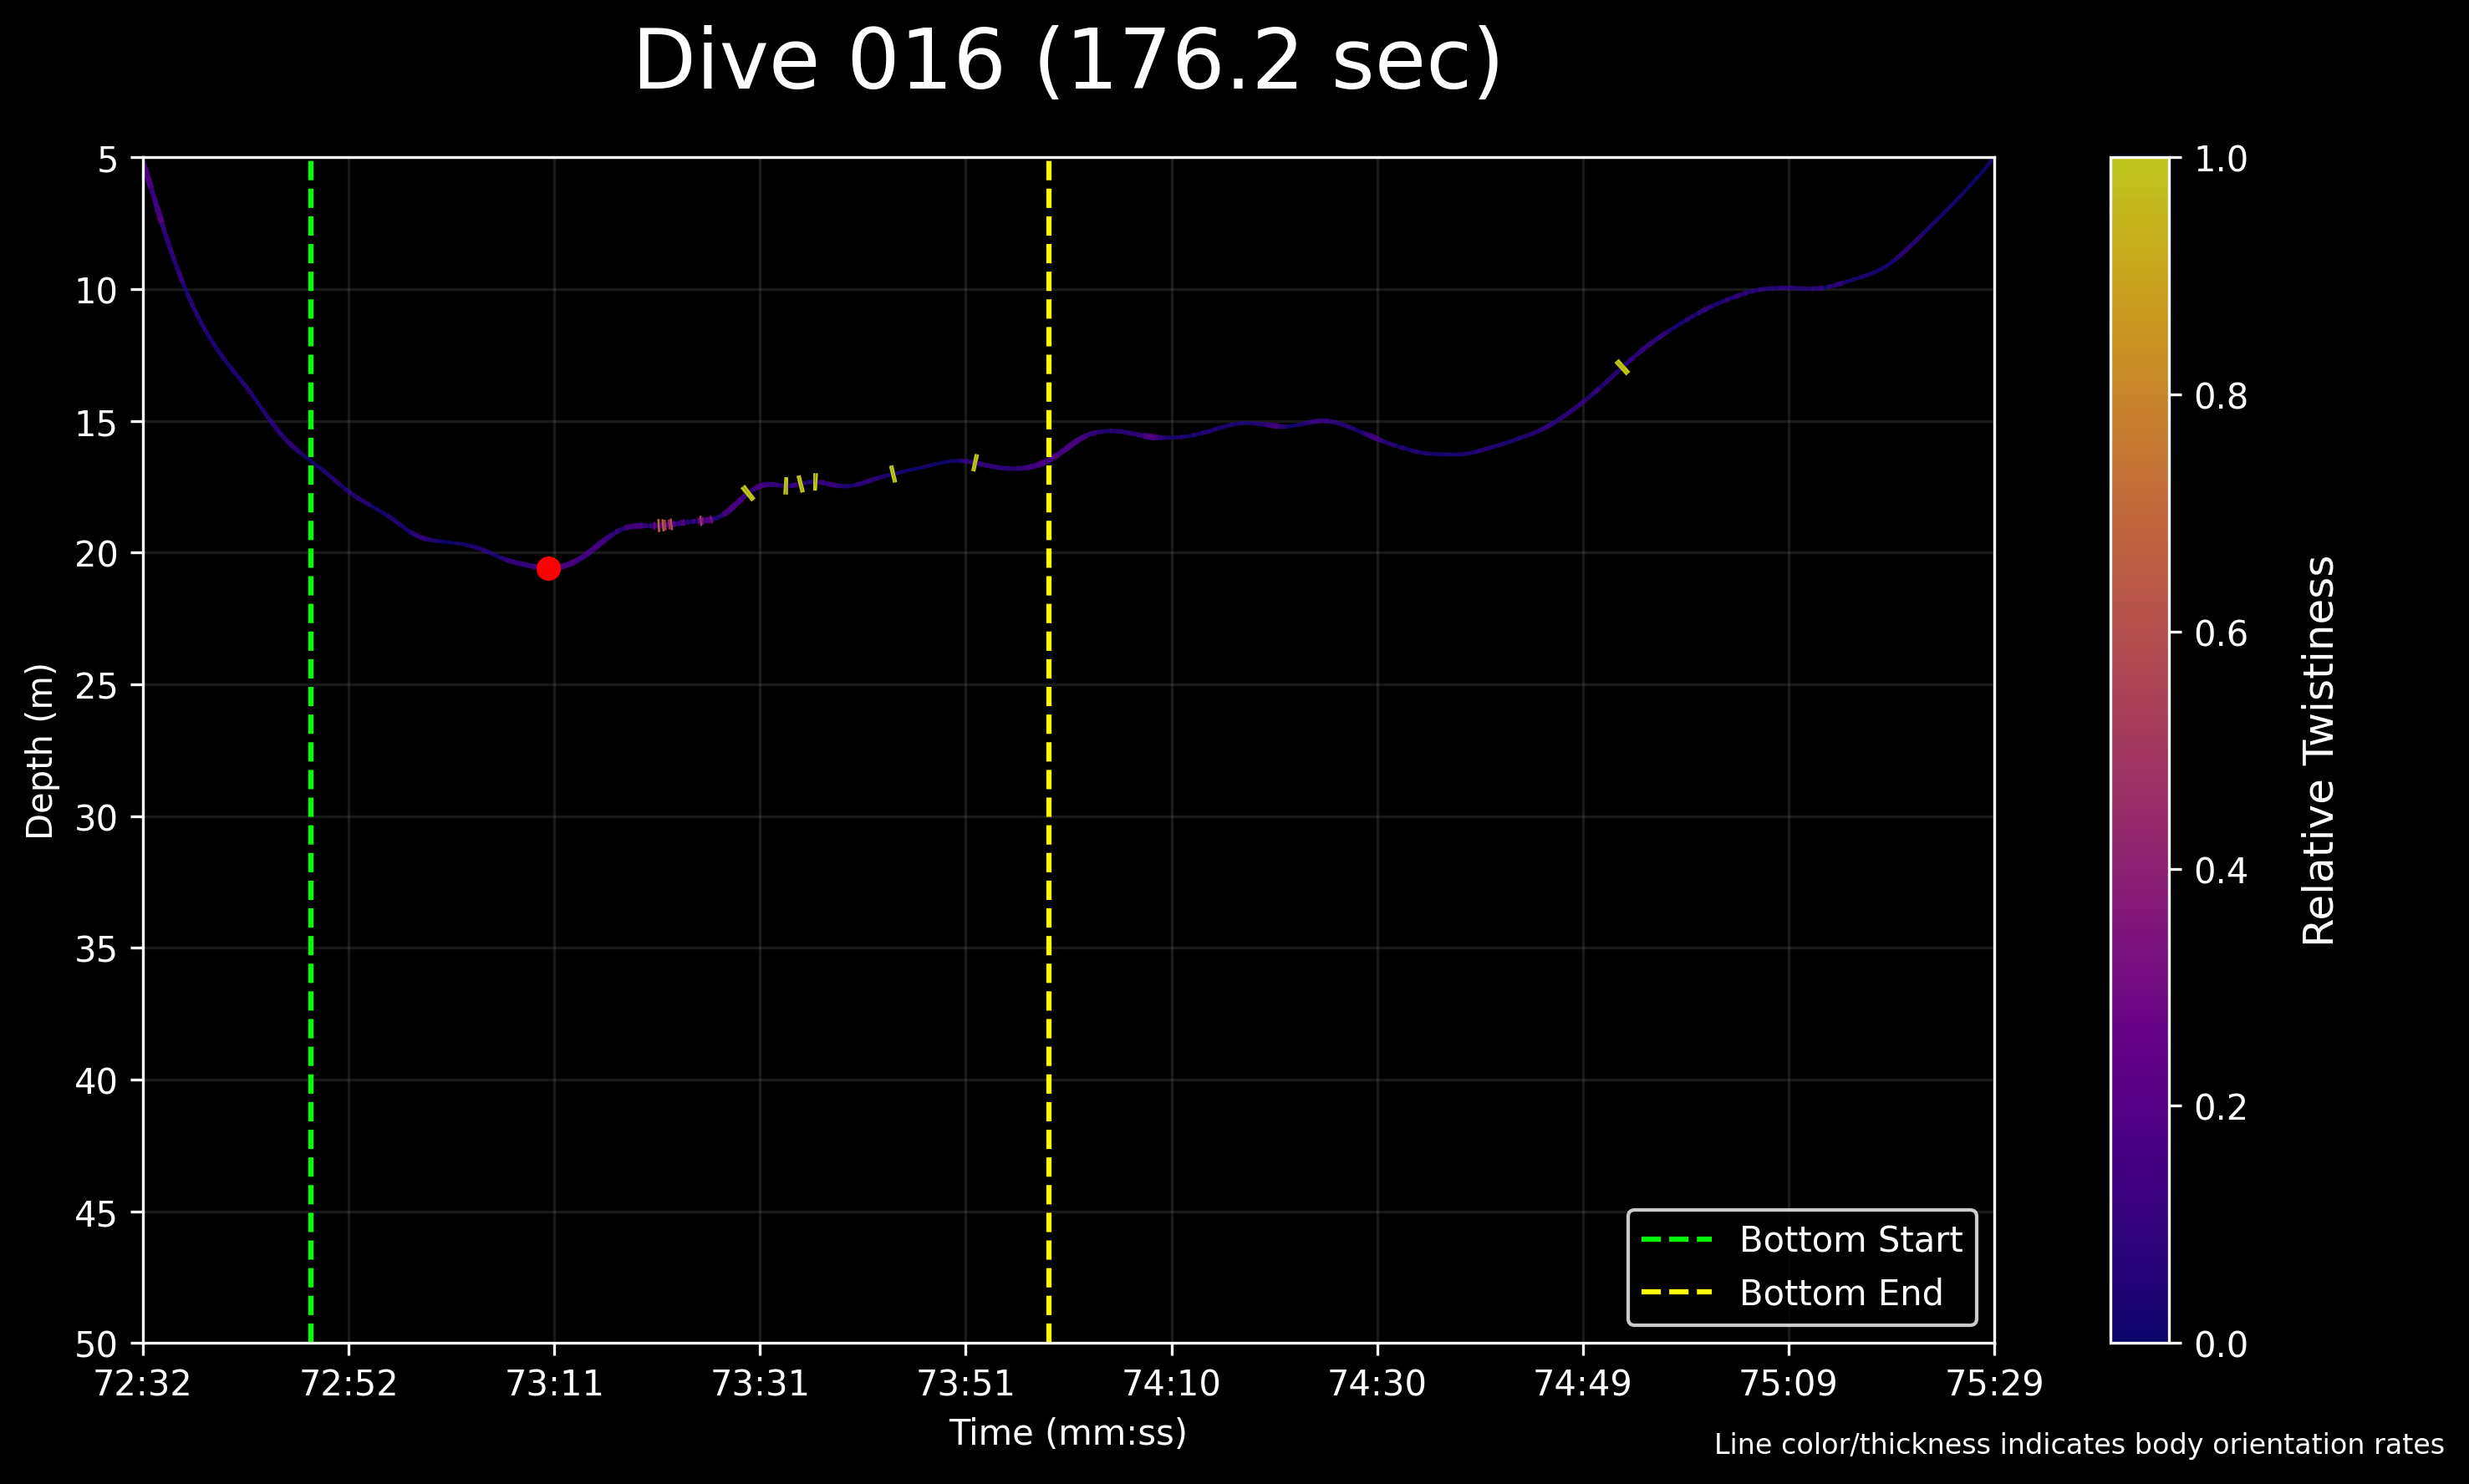 Dive 016 (176.2 sec)
5
10
15
20
25
30
35
40
45
50
Depth (m)
72:32 72:52 73:11 73:31 73:51 74:10 74:30 74:49 75:09 75:29
Time (mm:ss)
Bottom Start
Bottom End
1.0
0.8
0.6
0.4
0.2
0.0
Relative Twistiness
Line color/thickness indicates body orientation rates